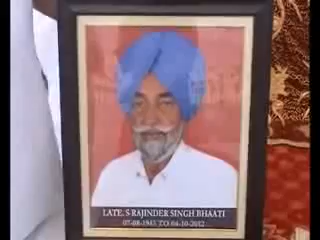 LATE. S RAJINDER SINGH BHAATI
07-08-1945 TO 04-10-2012